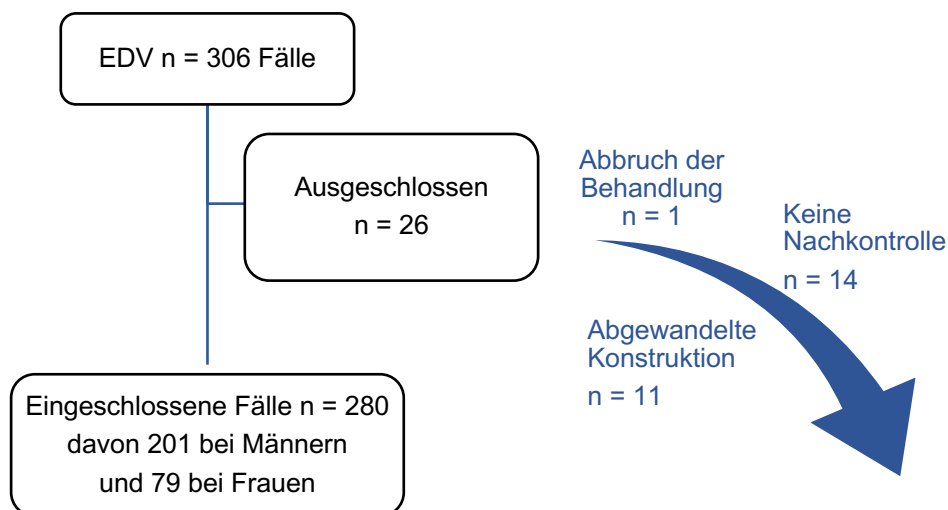 EDV n = 306 Fälle
Ausgeschlossen
n = 26
Abbruch der
Behandlung
n = 1
Keine
Nachkontrolle
n = 14
Abgewandelte
Konstruktion
n = 11
Eingeschlossene Fälle n = 280
davon 201 bei Männern
und 79 bei Frauen